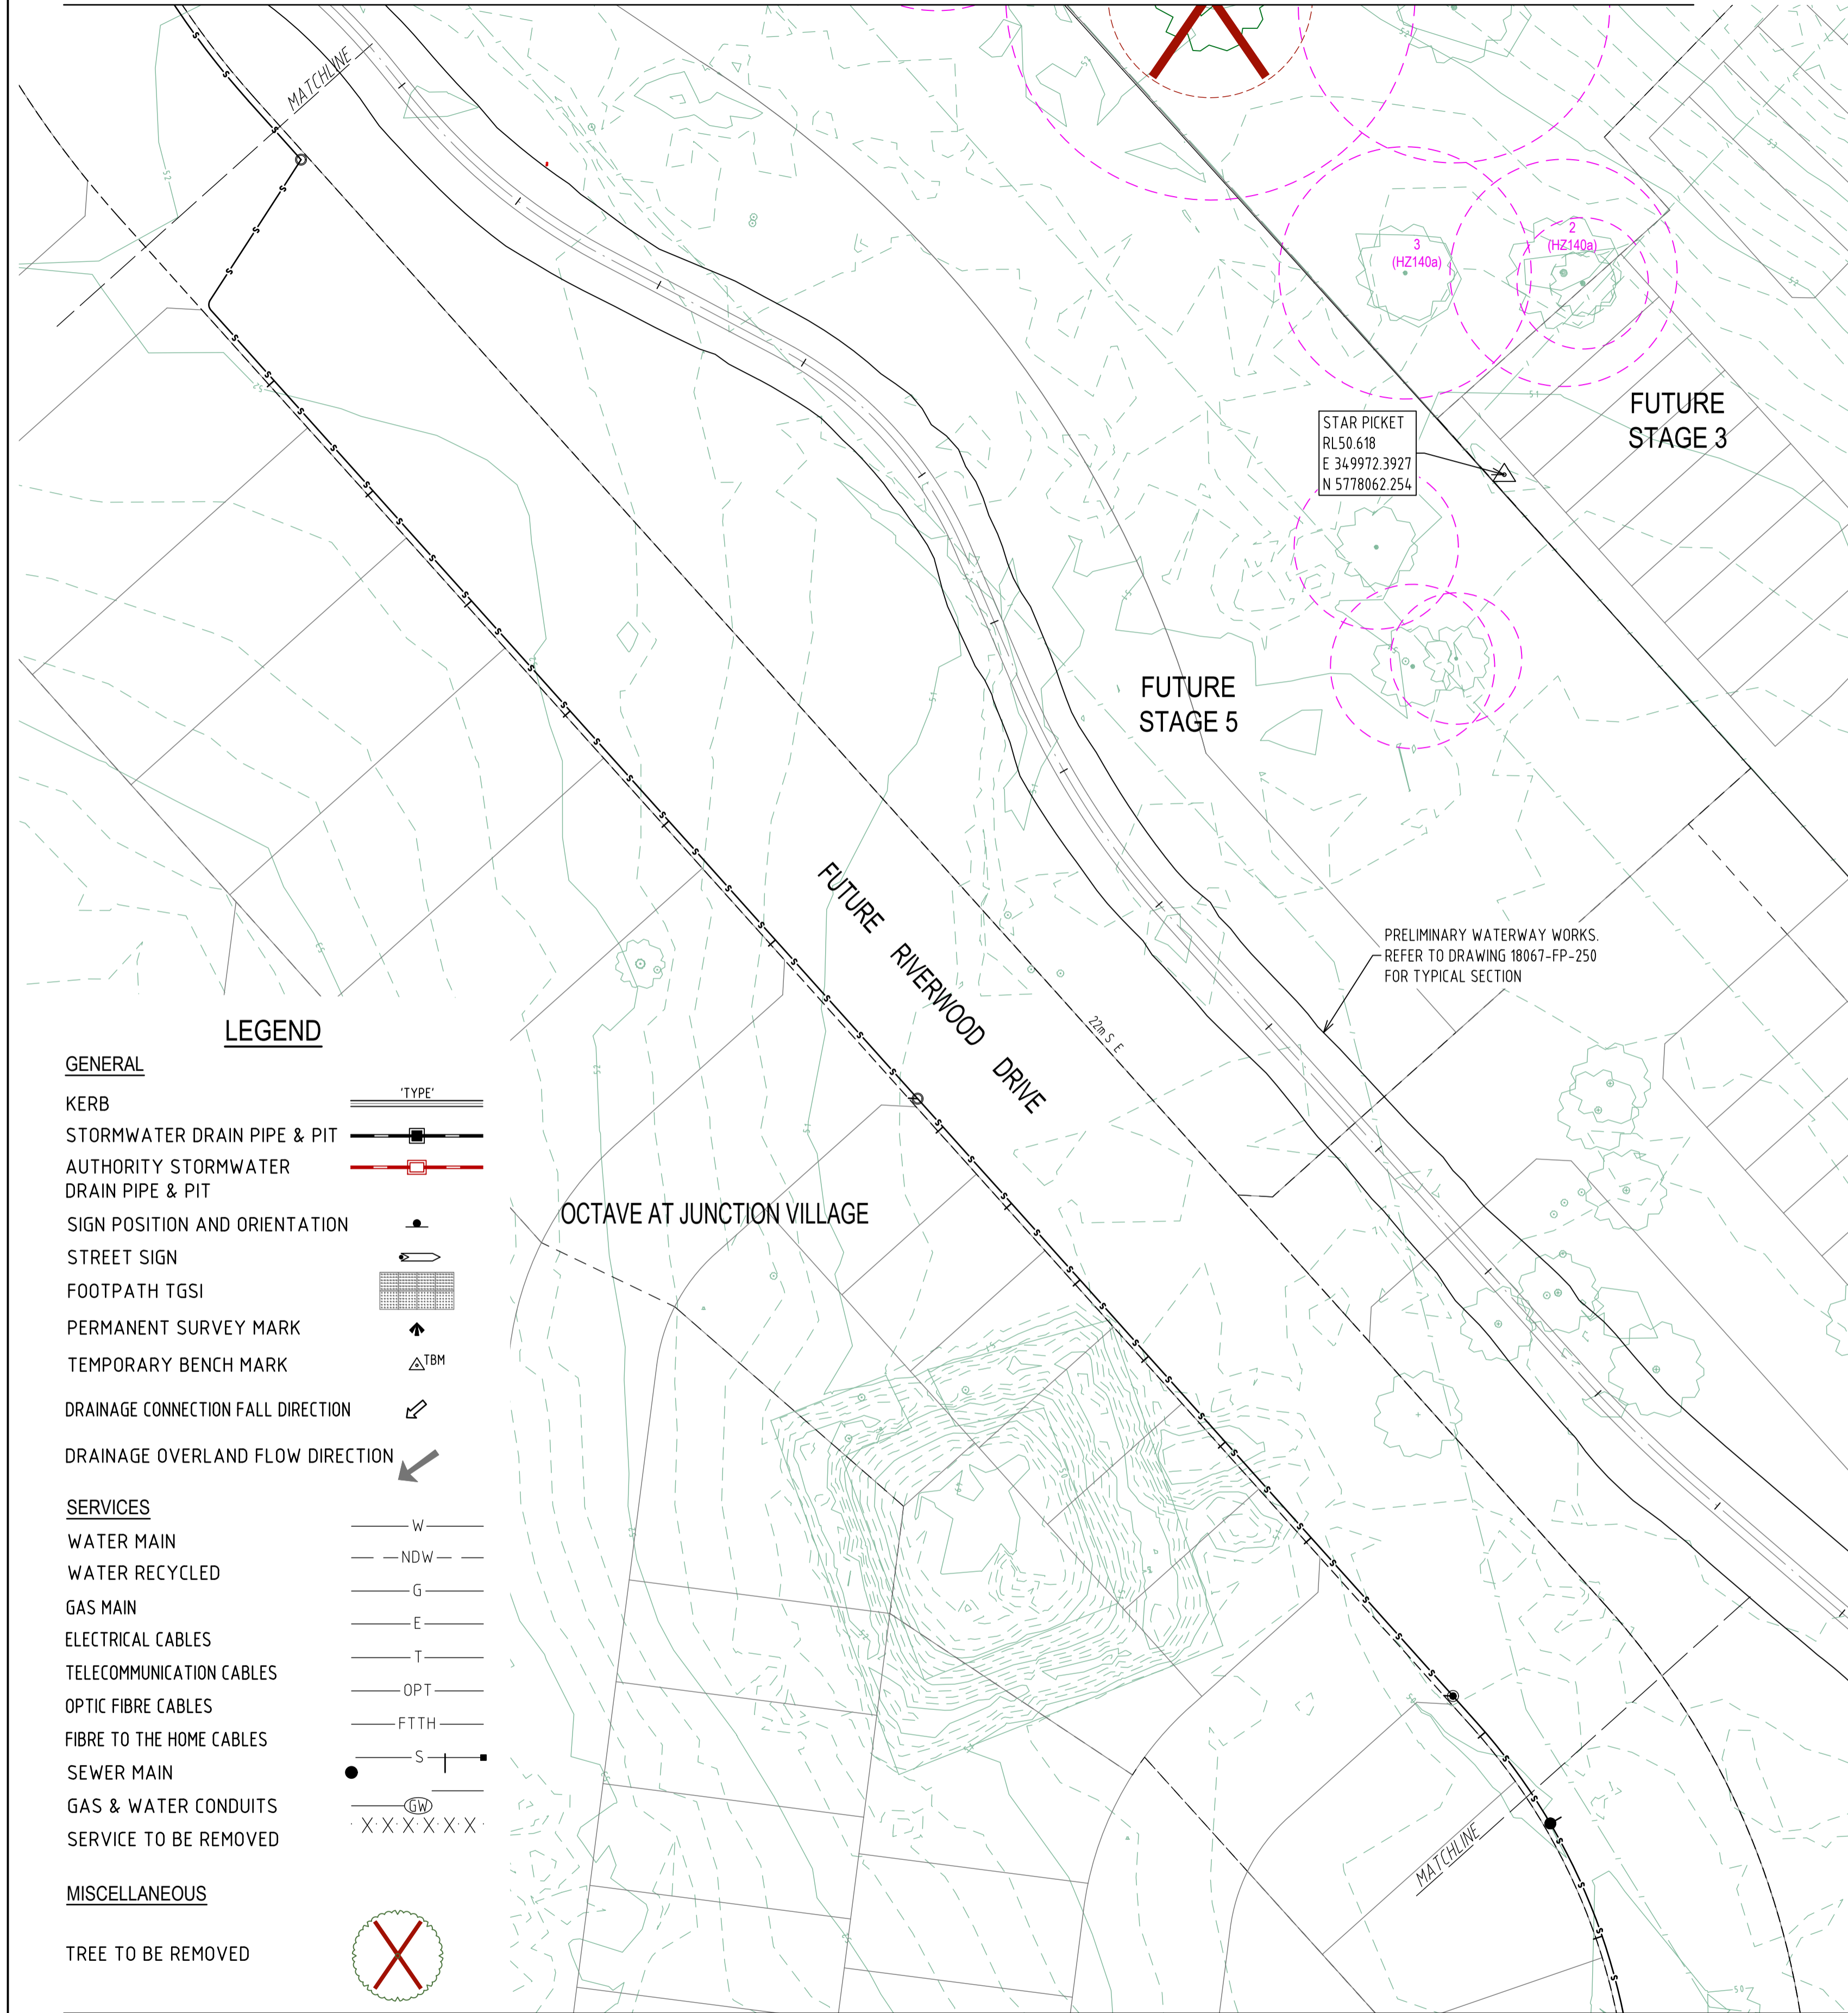 MATCHLINE
3
(HZ140a)
2
(HZ140a)
FUTURE
STAGE 3
STAR PICKET
RL50.618
E 349972.3927
N 5778062.254
FUTURE
STAGE 5
FUTURE RIVERWOOD DRIVE
22m S E
PRELIMINARY WATERWAY WORKS.
REFER TO DRAWING 18067-FP-250
FOR TYPICAL SECTION
OCTAVE AT JUNCTION VILLAGE
MATCHLINE
LEGEND
GENERAL
KERB 'TYPE'
STORMWATER DRAIN PIPE & PIT
AUTHORITY STORMWATER
DRAIN PIPE & PIT
SIGN POSITION AND ORIENTATION
STREET SIGN
FOOTPATH TGSI
PERMANENT SURVEY MARK
TEMPORARY BENCH MARK TBM
DRAINAGE CONNECTION FALL DIRECTION
DRAINAGE OVERLAND FLOW DIRECTION
SERVICES
WATER MAIN W
WATER RECYCLED NDW
GAS MAIN G
ELECTRICAL CABLES E
TELECOMMUNICATION CABLES T
OPTIC FIBRE CABLES OPT
FIBRE TO THE HOME CABLES FTTH
SEWER MAIN S
GAS & WATER CONDUITS GW
SERVICE TO BE REMOVED X X X X X X
MISCELLANEOUS
TREE TO BE REMOVED